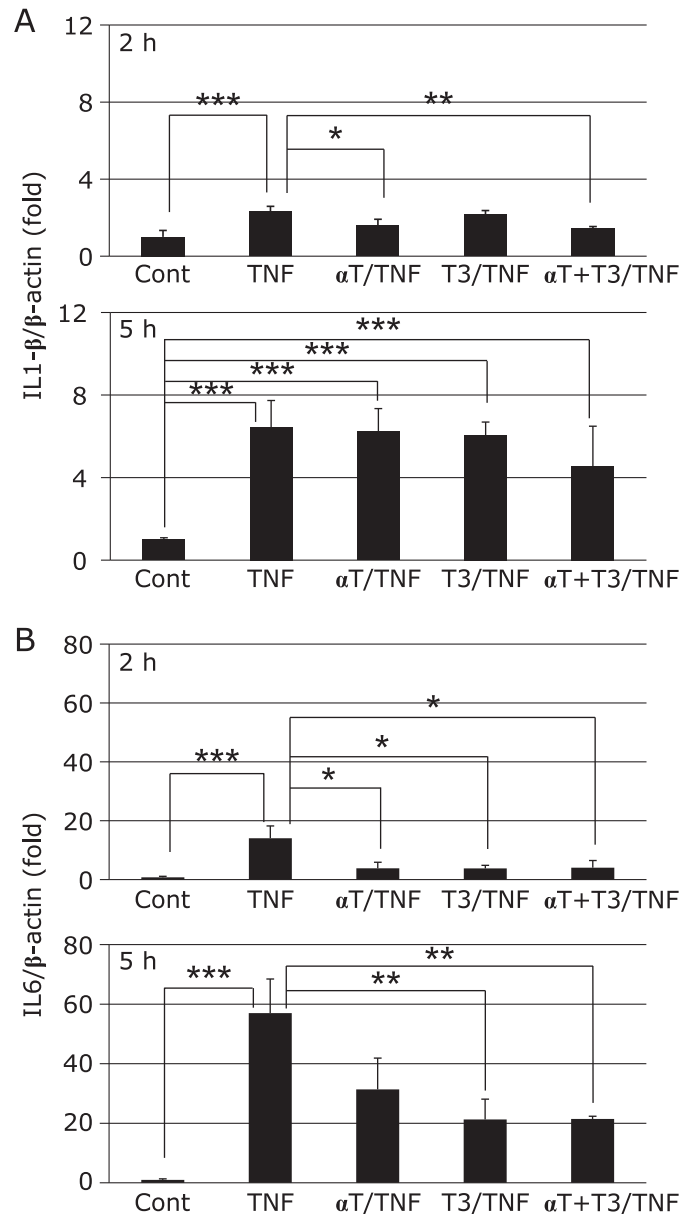 A
IL1-β/β-actin (fold)
12
2 h
8
***
**
*
4
0
Cont TNF αT/TNF T3/TNF αT+T3/TNF
12
5 h
***
***
***
***
8
4
0
Cont TNF αT/TNF T3/TNF αT+T3/TNF
B
IL6/β-actin (fold)
80
2 h
60
*
*
40
***
*
20
0
Cont TNF αT/TNF T3/TNF αT+T3/TNF
80
5 h
**
***
**
60
40
20
0
Cont TNF αT/TNF T3/TNF αT+T3/TNF